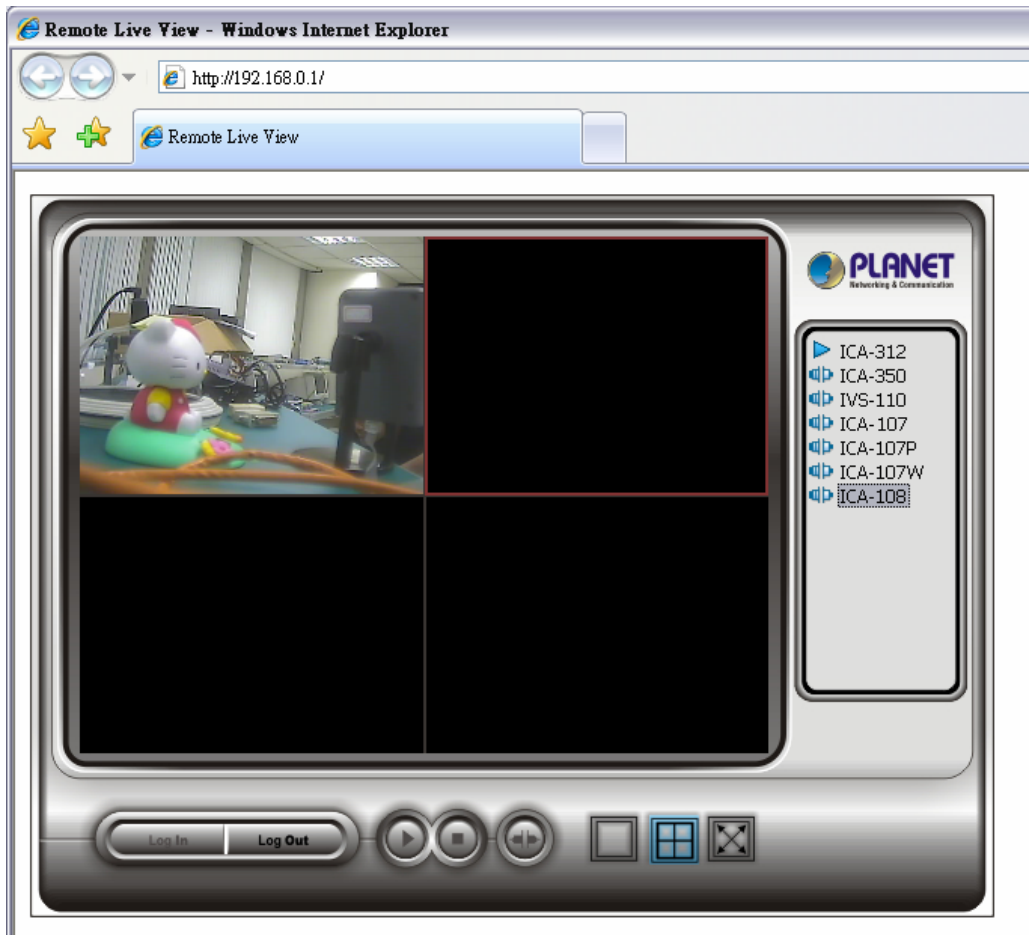 Remote Live View - Windows Internet Explorer
http://192.168.0.1/
Remote Live View
PLANET
Networking & Communication
ICA-312
ICA-350
IVS-110
ICA-107
ICA-107P
ICA-107W
ICA-108
Log In
Log Out